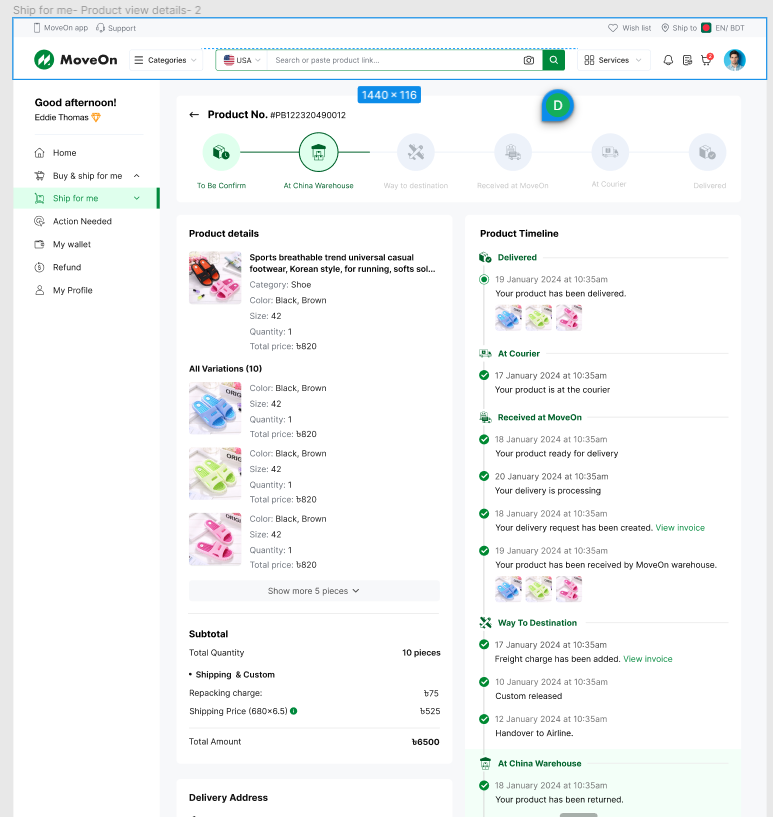 Ship for me- Product view details- 2
MoveOn app
Support
Wish list
Ship to
EN/ BDT
MoveOn
Categories
USA
Search or paste product link...
Services
2
1440 × 116
D
Good afternoon!
Eddie Thomas
Home
Buy & ship for me
Ship for me
Action Needed
My wallet
Refund
My Profile
Product No. #PB122320490012
To Be Confirm
At China Warehouse
Way to destination
Received at MoveOn
At Courier
Delivered
Product details
Sports breathable trend universal casual
footwear, Korean style, for running, softs sol...
Category: Shoe
Color: Black, Brown
Size: 42
Quantity: 1
Total price: ৳820
All Variations (10)
Color: Black, Brown
Size: 42
Quantity: 1
Total price: ৳820
Color: Black, Brown
Size: 42
Quantity: 1
Total price: ৳820
Color: Black, Brown
Size: 42
Quantity: 1
Total price: ৳820
Show more 5 pieces
Subtotal
Total Quantity 10 pieces
• Shipping & Custom
Repacking charge: ৳75
Shipping Price (680×6.5) ৳525
Total Amount ৳6500
Delivery Address
Product Timeline
Delivered
19 January 2024 at 10:35am
Your product has been delivered.
At Courier
17 January 2024 at 10:35am
Your product is at the courier
Received at MoveOn
18 January 2024 at 10:35am
Your product ready for delivery
20 January 2024 at 10:35am
Your delivery is processing
18 January 2024 at 10:35am
Your delivery request has been created. View invoice
19 January 2024 at 10:35am
Your product has been received by MoveOn warehouse.
Way To Destination
17 January 2024 at 10:35am
Freight charge has been added. View invoice
10 January 2024 at 10:35am
Custom released
12 January 2024 at 10:35am
Handover to Airline.
At China Warehouse
18 January 2024 at 10:35am
Your product has been returned.